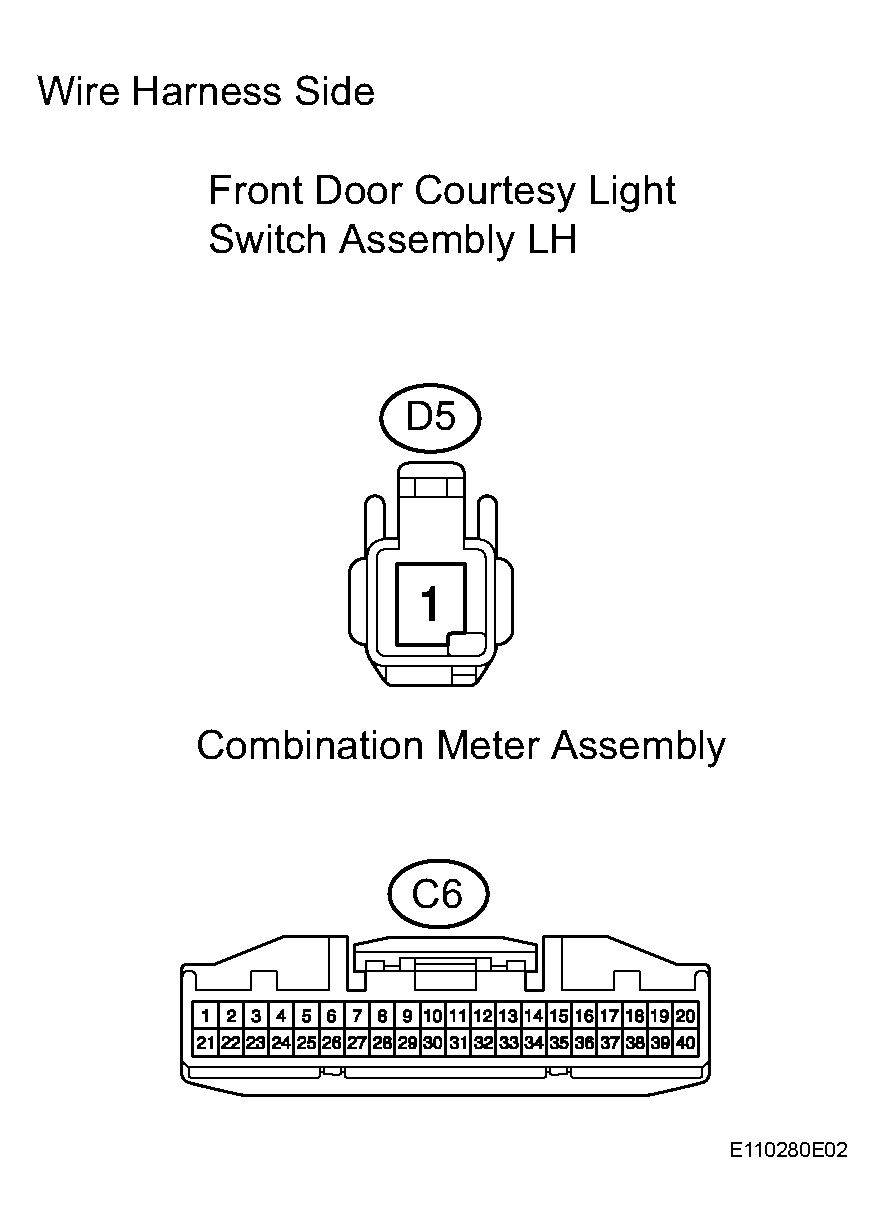 Wire Harness Side
Front Door Courtesy Light
Switch Assembly LH
D5
1
Combination Meter Assembly
C6
1 2 3 4 5 6 7 8 9 10 11 12 13 14 15 16 17 18 19 20
21 22 23 24 25 26 27 28 29 30 31 32 33 34 35 36 37 38 39 40
E110280E02